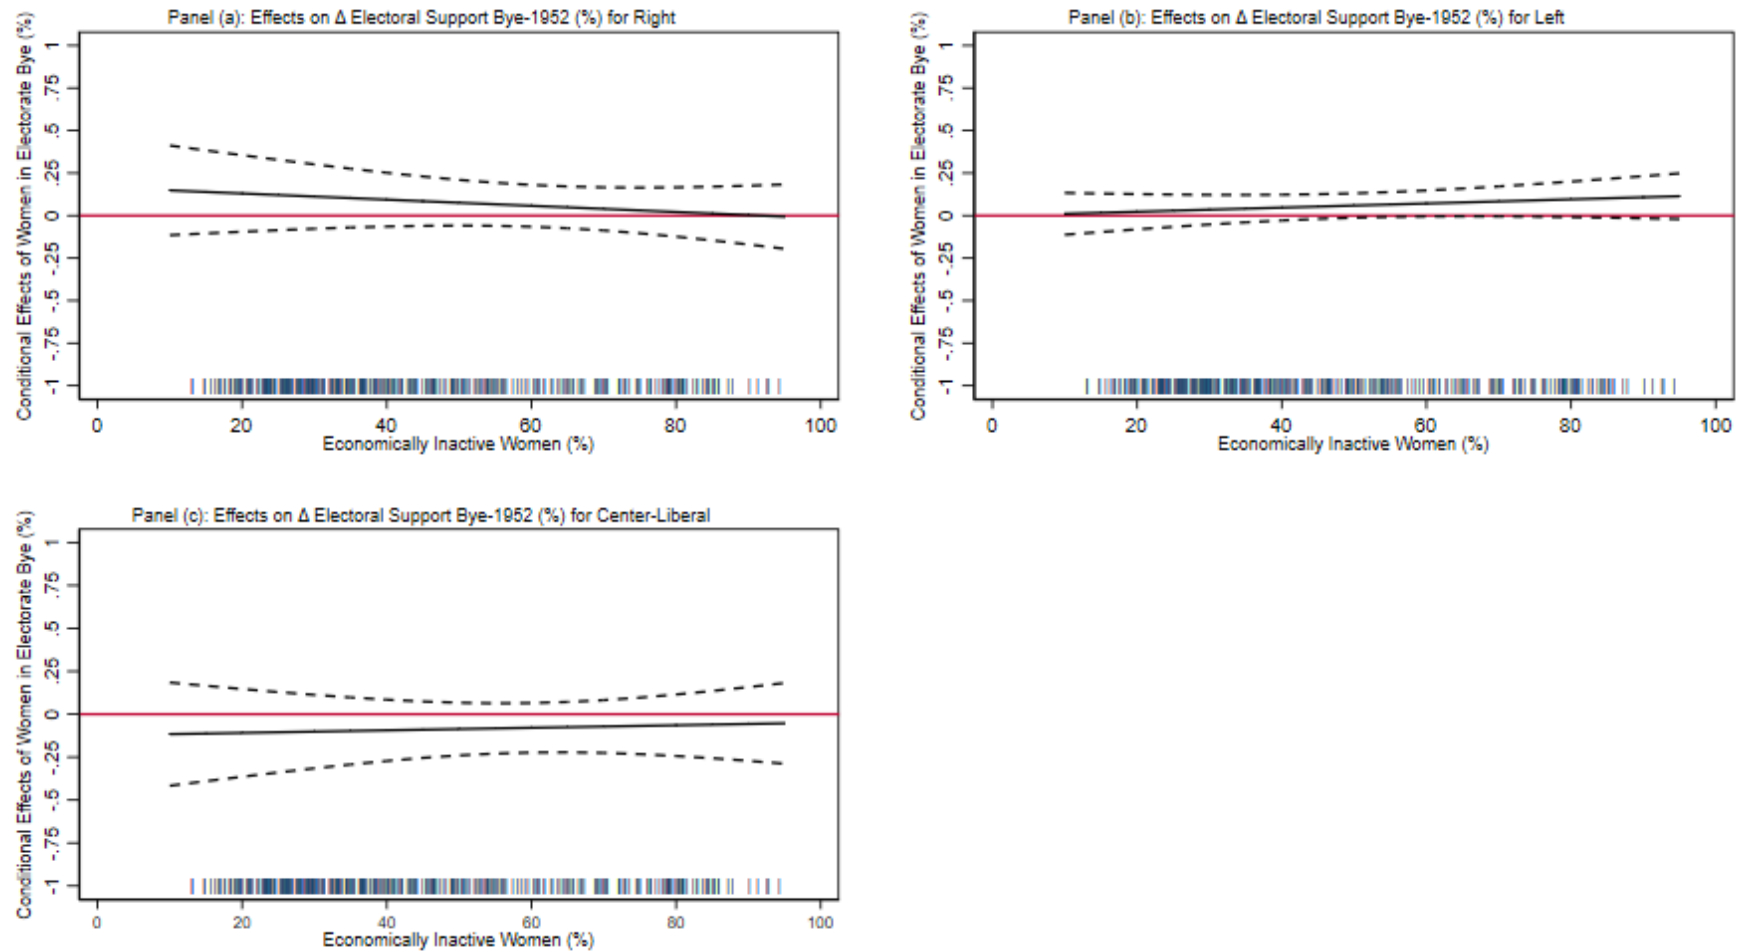 Panel (a): Effects on Δ Electoral Support Bye-1952 (%) for Right
Conditional Effects of Women in Electorate Bye (%)
1
.75
.5
.25
0
-.25
-.5
-.75
-1
0 20 40 60 80 100
Economically Inactive Women (%)
Panel (b): Effects on Δ Electoral Support Bye-1952 (%) for Left
Conditional Effects of Women in Electorate Bye (%)
1
.75
.5
.25
0
-.25
-.5
-.75
-1
0 20 40 60 80 100
Economically Inactive Women (%)
Panel (c): Effects on Δ Electoral Support Bye-1952 (%) for Center-Liberal
Conditional Effects of Women in Electorate Bye (%)
1
.75
.5
.25
0
-.25
-.5
-.75
-1
0 20 40 60 80 100
Economically Inactive Women (%)